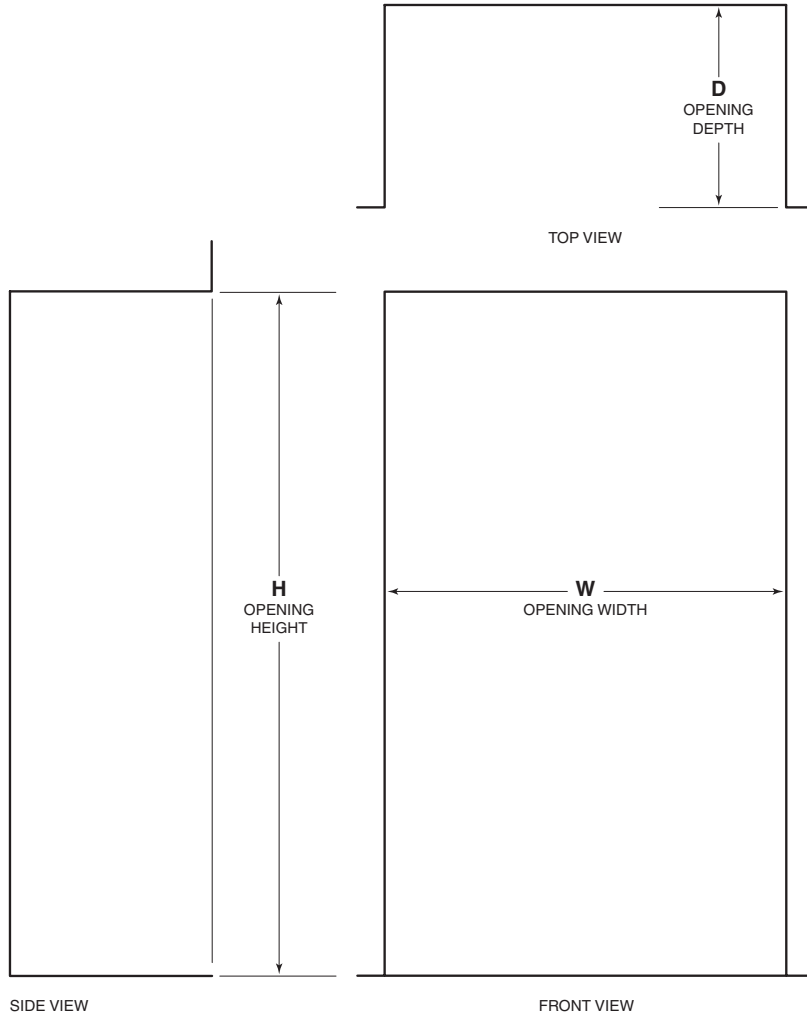 D
OPENING
DEPTH
TOP VIEW
H
OPENING
HEIGHT
W
OPENING WIDTH
SIDE VIEW
FRONT VIEW